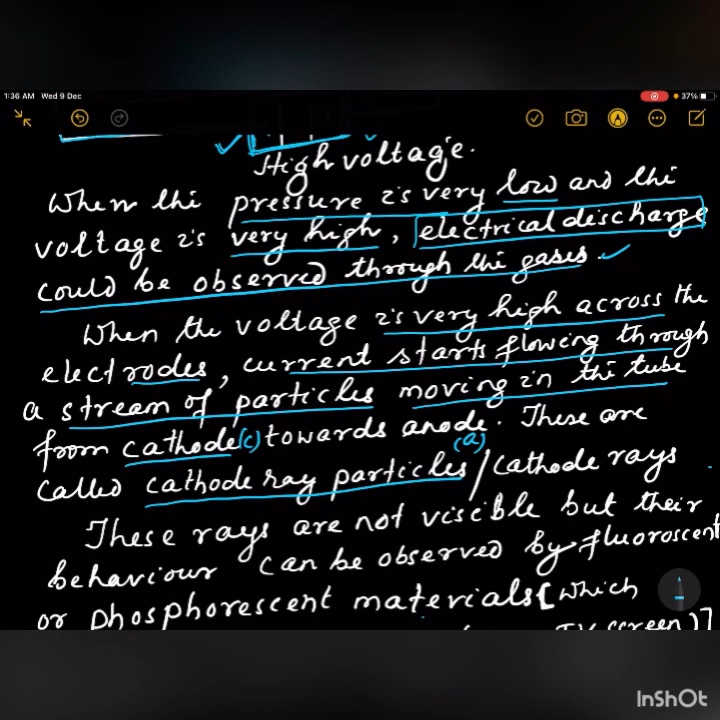 1:36 AM Wed 9 Dec
37%
High voltage.
When the pressure is very low and the
voltage is very high, electrical discharge
could be observed through the gases.
When the voltage is very high across the
electrodes, current starts flowing through
a stream of particles moving in the tube
from cathode(c) towards anode. These are
(a)
called cathode ray particles/cathode rays
These rays are not viscible but their
behaviour can be observed by fluoroscent
or phosphorescent materials[which
TV screen)]
InShOt